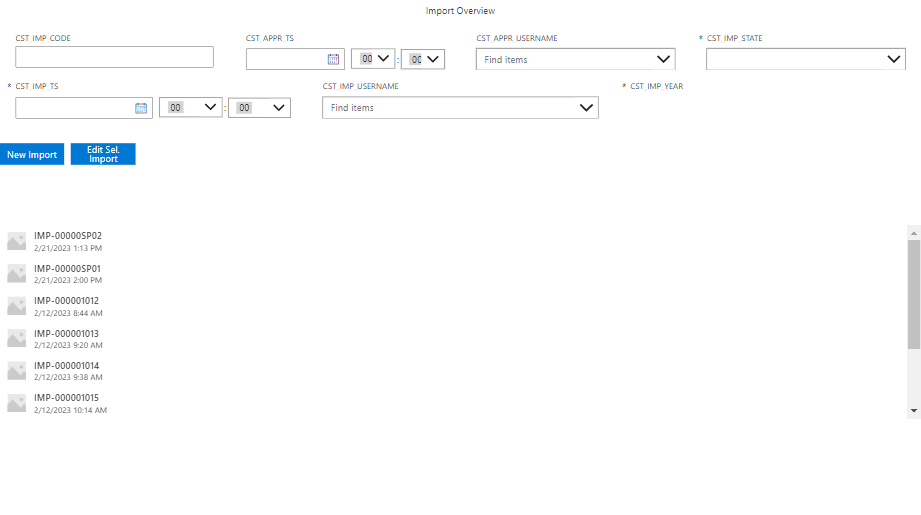 Import Overview
CST_IMP_CODE
CST_APPR_TS
CST_APPR_USERNAME
* CST_IMP_STATE
00 : 00
Find items
* CST_IMP_TS
CST_IMP_USERNAME
* CST_IMP_YEAR
00 : 00
Find items
New Import
Edit Sel.
Import
IMP-00000SP02
2/21/2023 1:13 PM
IMP-00000SP01
2/21/2023 2:00 PM
IMP-000001012
2/12/2023 8:44 AM
IMP-000001013
2/12/2023 9:20 AM
IMP-000001014
2/12/2023 9:38 AM
IMP-000001015
2/12/2023 10:14 AM